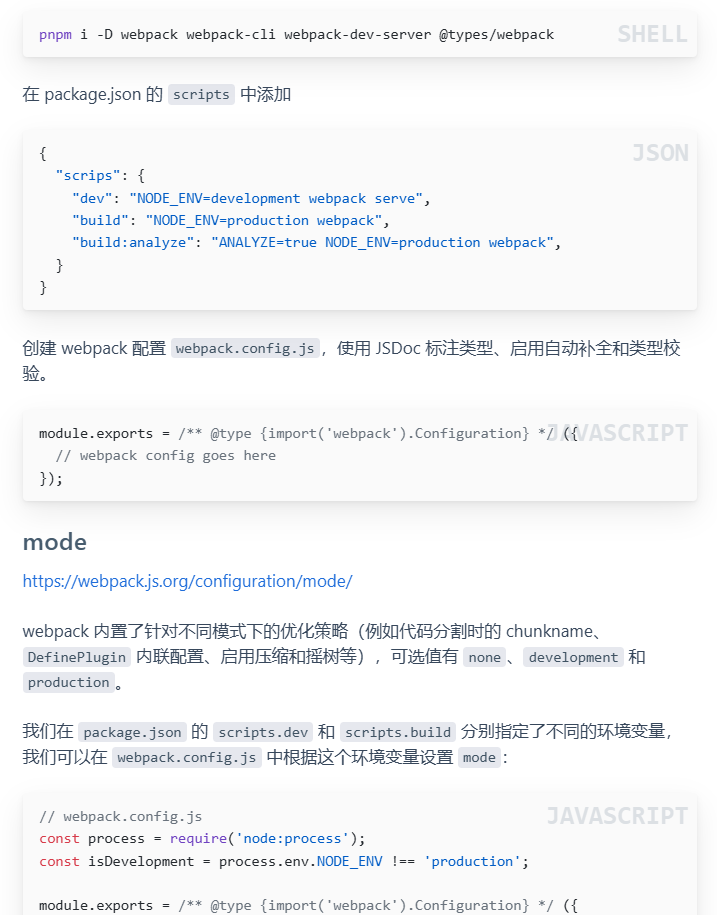 pnpm i -D webpack webpack-cli webpack-dev-server @types/webpack
SHELL
在 package.json 的 scripts 中添加
JSON
{
  "scrips": {
    "dev": "NODE_ENV=development webpack serve",
    "build": "NODE_ENV=production webpack",
    "build:analyze": "ANALYZE=true NODE_ENV=production webpack",
  }
}
创建 webpack 配置 webpack.config.js，使用 JSDoc 标注类型、启用自动补全和类型校
验。
JAVASCRIPT
module.exports = /** @type {import('webpack').Configuration} */ ({
  // webpack config goes here
});
mode
https://webpack.js.org/configuration/mode/
webpack 内置了针对不同模式下的优化策略（例如代码分割时的 chunkname、
DefinePlugin 内联配置、启用压缩和摇树等），可选值有 none、development 和
production。
我们在 package.json 的 scripts.dev 和 scripts.build 分别指定了不同的环境变量，
我们可以在 webpack.config.js 中根据这个环境变量设置 mode：
JAVASCRIPT
// webpack.config.js
const process = require('node:process');
const isDevelopment = process.env.NODE_ENV !== 'production';
module.exports = /** @type {import('webpack').Configuration} */ ({